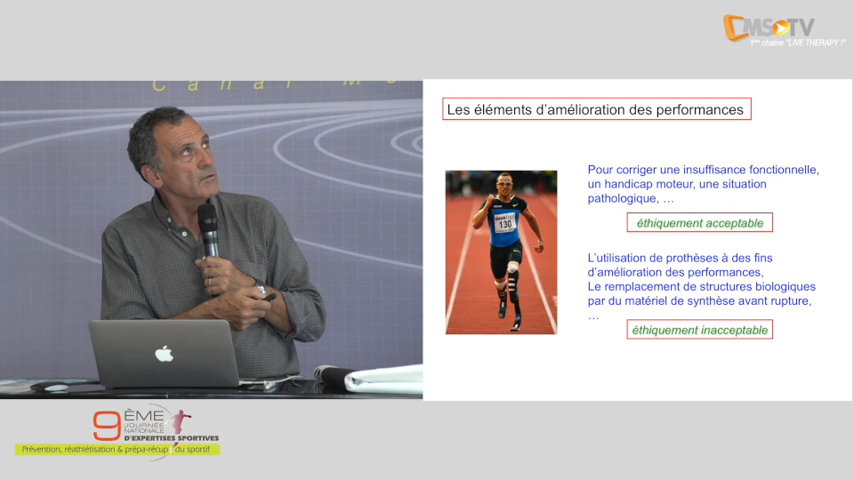 CMSTV
1ère chaîne "LIVE THERAPY !"
Canal M
Les éléments d'amélioration des performances
Pour corriger une insuffisance fonctionnelle,
un handicap moteur, une situation
pathologique, …
éthiquement acceptable
L'utilisation de prothèses à des fins
d'amélioration des performances,
Le remplacement de structures biologiques
par du matériel de synthèse avant rupture,
…
éthiquement inacceptable
130
9ÈME
JOURNÉE
NATIONALE
D'EXPERTISES SPORTIVES
Prévention, réathlétisation & prépa-récup du sportif